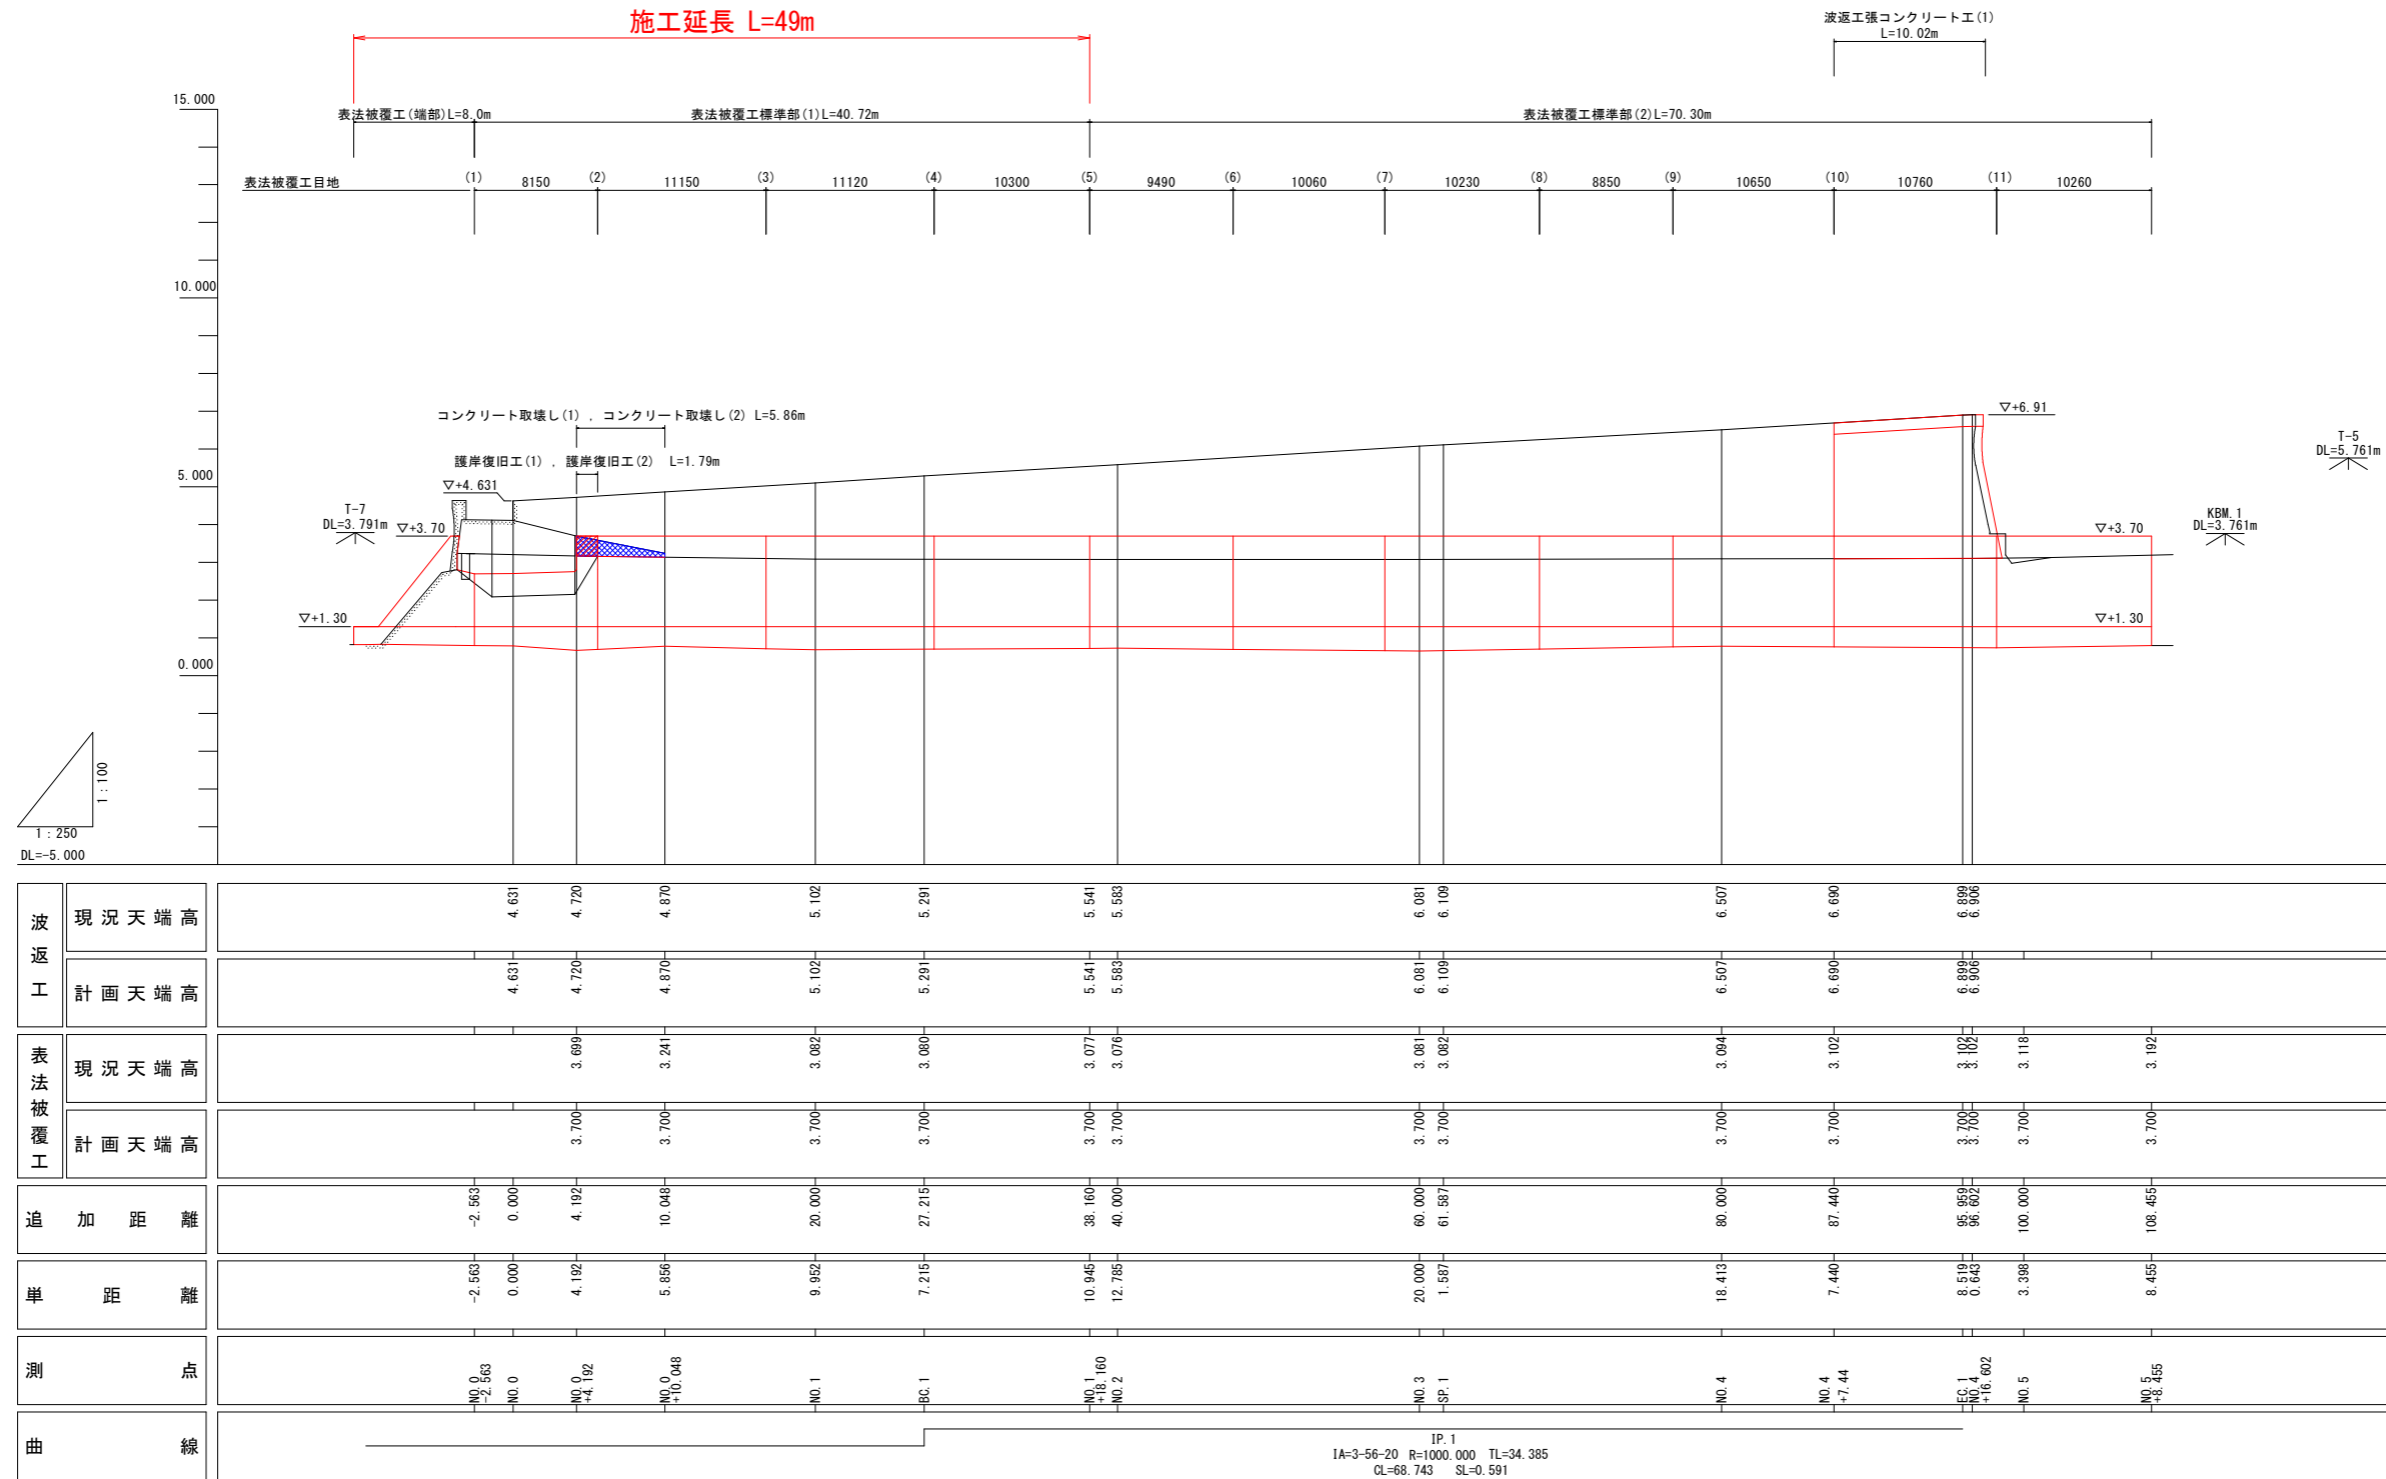 施工延長 L=49m
波返工張コンクリート工(1)
L=10.02m
15.000
表法被覆工(端部)L=8.0m
表法被覆工標準部(1)L=40.72m
表法被覆工標準部(2)L=70.30m
表法被覆工目地
(1) 8150 (2) 11150 (3) 11120 (4) 10300 (5) 9490 (6) 10060 (7) 10230 (8) 8850 (9) 10650 (10) 10760 (11) 10260
10.000
コンクリート取壊し(1) , コンクリート取壊し(2) L=5.86m
護岸復旧工(1) , 護岸復旧工(2) L=1.79m
▽+6.91
T-5
DL=5.761m
5.000
▽+4.631
T-7
DL=3.791m
▽+3.70
▽+3.70
KBM.1
DL=3.761m
▽+1.30
▽+1.30
0.000
1:100
1:250
DL=-5.000
波返工
現況天端高
4.631 4.720 4.870 5.102 5.291 5.541 5.583 6.081 6.109 6.507 6.690 6.899 6.906
計画天端高
4.631 4.720 4.870 5.102 5.291 5.541 5.583 6.081 6.109 6.507 6.690 6.899 6.906
表法被覆工
現況天端高
3.699 3.241 3.082 3.080 3.077 3.076 3.081 3.082 3.094 3.102 3.102 3.102 3.118 3.192
計画天端高
3.700 3.700 3.700 3.700 3.700 3.700 3.700 3.700 3.700 3.700 3.700 3.700 3.700 3.700
追加距離
-2.563 0.000 4.192 10.048 20.000 27.215 38.160 40.000 60.000 61.587 80.000 87.440 95.959 96.602 100.000 108.455
単距離
-2.563 0.000 4.192 5.856 9.952 7.215 10.945 12.785 20.000 1.587 18.413 7.440 8.519 0.643 3.398 8.455
測点
NO.0
-2.563
NO.0
NO.0
+4.192
NO.0
+10.048
NO.1
BC.1
NO.1
+18.160
NO.2
NO.3
SP.1
NO.4
NO.4
+7.44
EC.1
NO.4
+16.602
NO.5
NO.5
+8.455
曲線
IP.1
IA=3-56-20 R=1000.000 TL=34.385
CL=68.743 SL=0.591